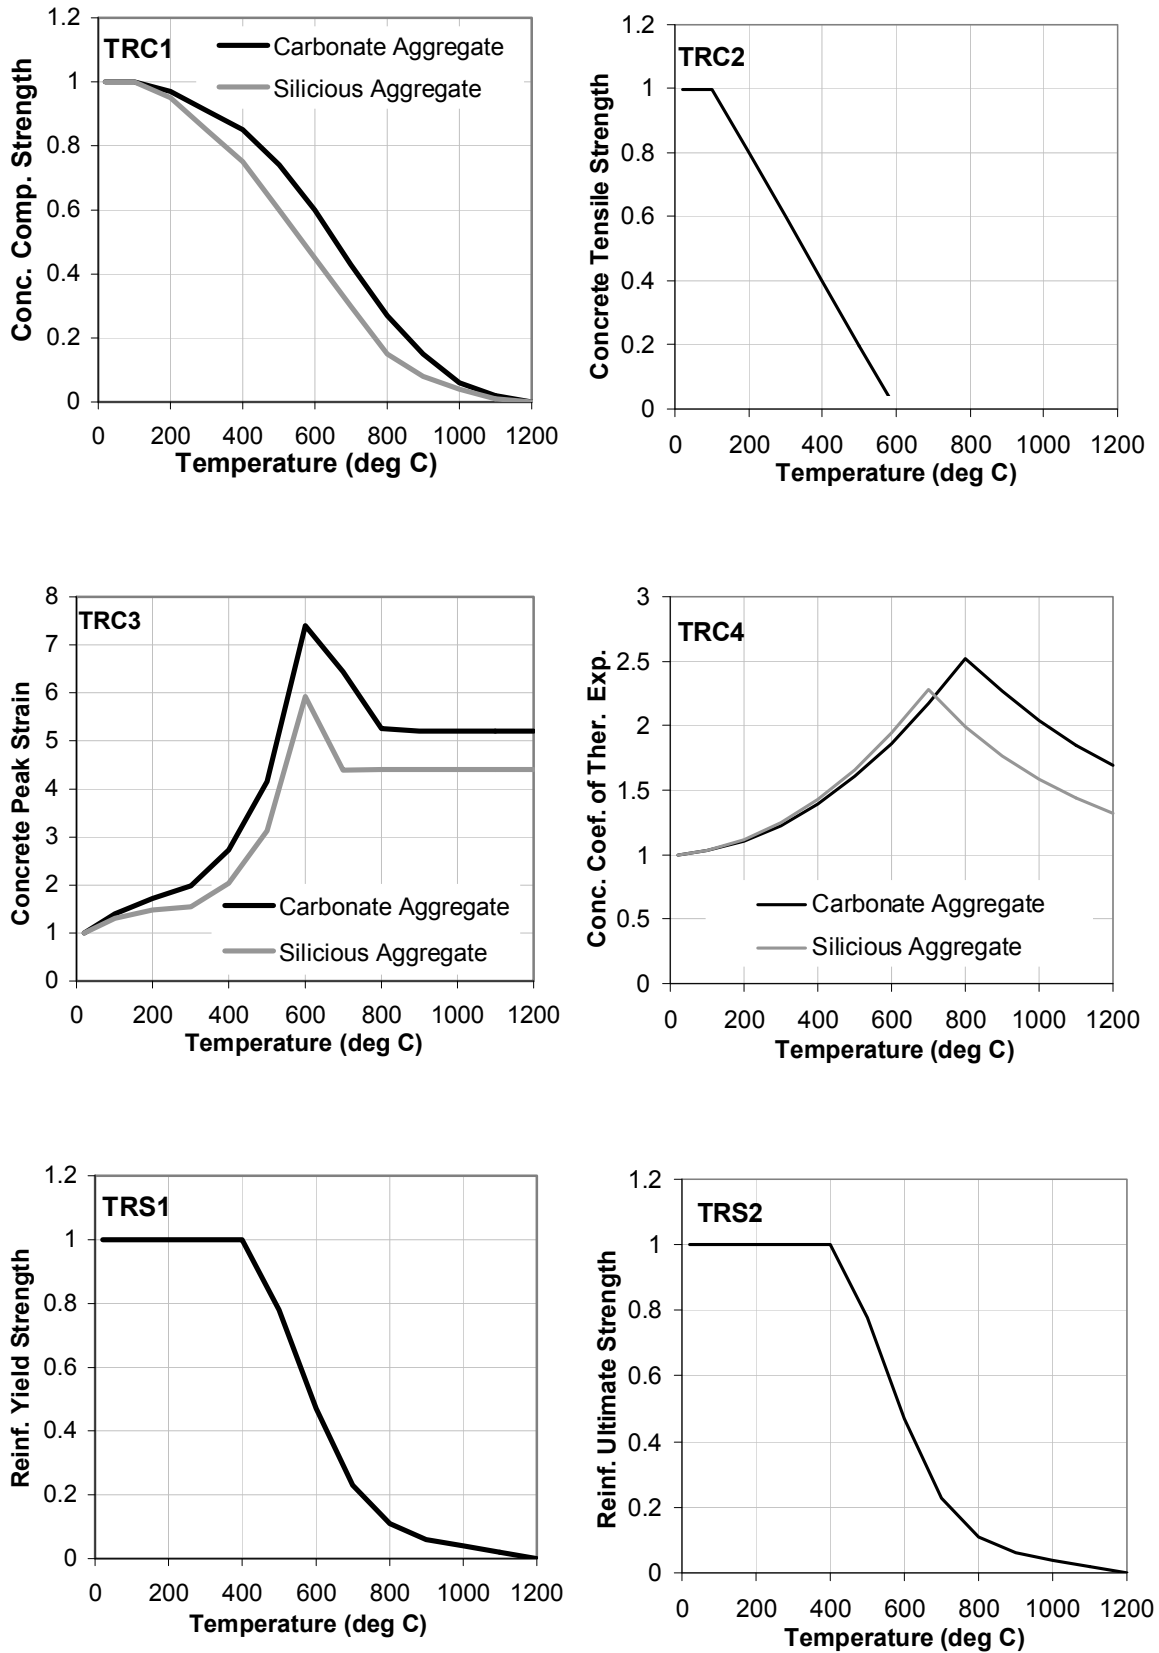 TRC1
Carbonate Aggregate
Silicious Aggregate
Conc. Comp. Strength
1.2
1
0.8
0.6
0.4
0.2
0
0 200 400 600 800 1000 1200
Temperature (deg C)
TRC2
Concrete Tensile Strength
1.2
1
0.8
0.6
0.4
0.2
0
0 200 400 600 800 1000 1200
Temperature (deg C)
TRC3
Concrete Peak Strain
8
7
6
5
4
3
2
1
0
Carbonate Aggregate
Silicious Aggregate
0 200 400 600 800 1000 1200
Temperature (deg C)
TRC4
Conc. Coef. of Ther. Exp.
3
2.5
2
1.5
1
0.5
0
Carbonate Aggregate
Silicious Aggregate
0 200 400 600 800 1000 1200
Temperature (deg C)
TRS1
Reinf. Yield Strength
1.2
1
0.8
0.6
0.4
0.2
0
0 200 400 600 800 1000 1200
Temperature (deg C)
TRS2
Reinf. Ultimate Strength
1.2
1
0.8
0.6
0.4
0.2
0
0 200 400 600 800 1000 1200
Temperature (deg C)